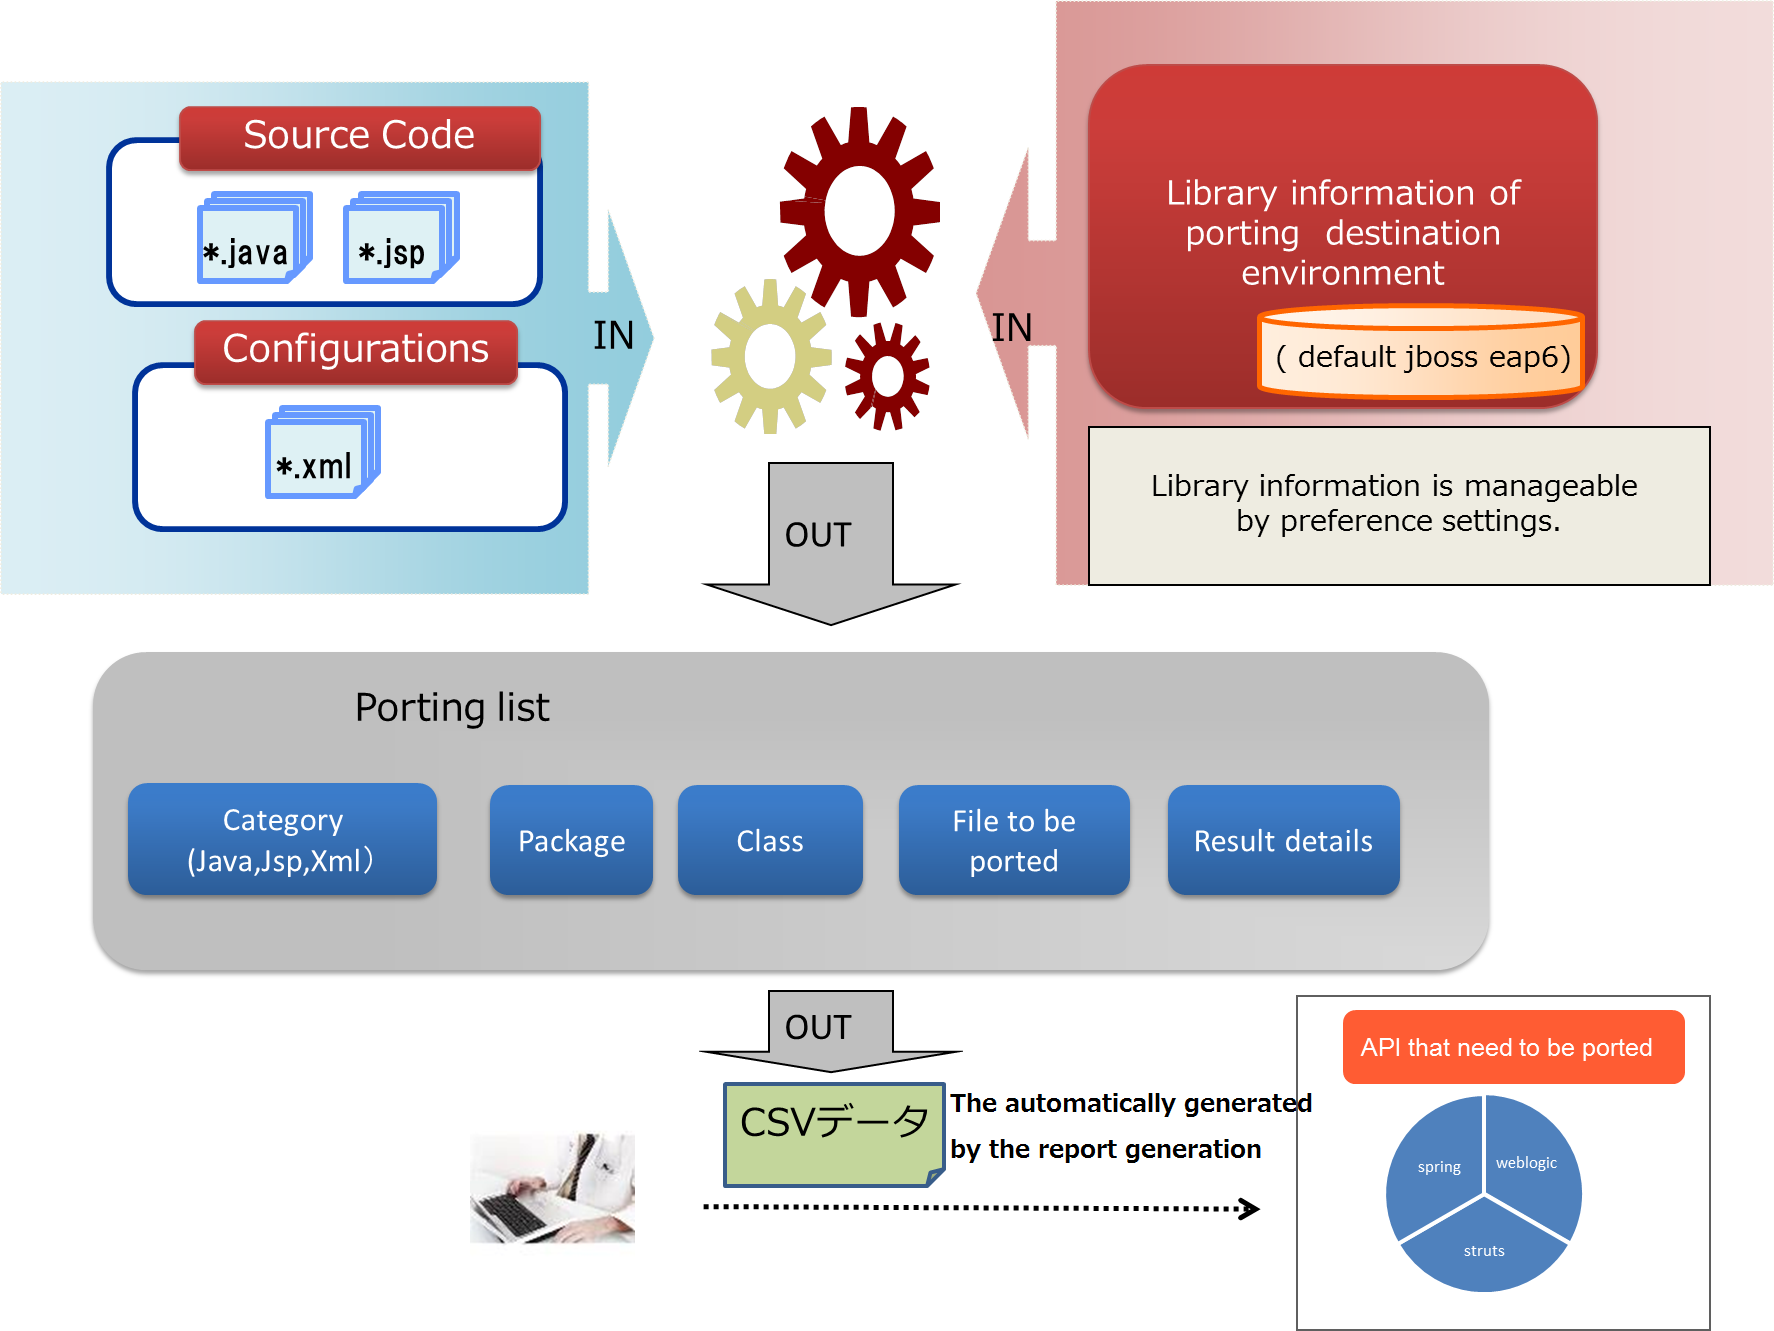 Source Code
*.java
*.jsp
Configurations
*.xml
IN
IN
Library information of
porting  destination
environment
( default jboss eap6)
Library information is manageable
by preference settings.
OUT
Porting list
Category
(Java,Jsp,Xml）
Package
Class
File to be
ported
Result details
OUT
CSVデータ
The automatically generated
by the report generation
API that need to be ported
spring
weblogic
struts